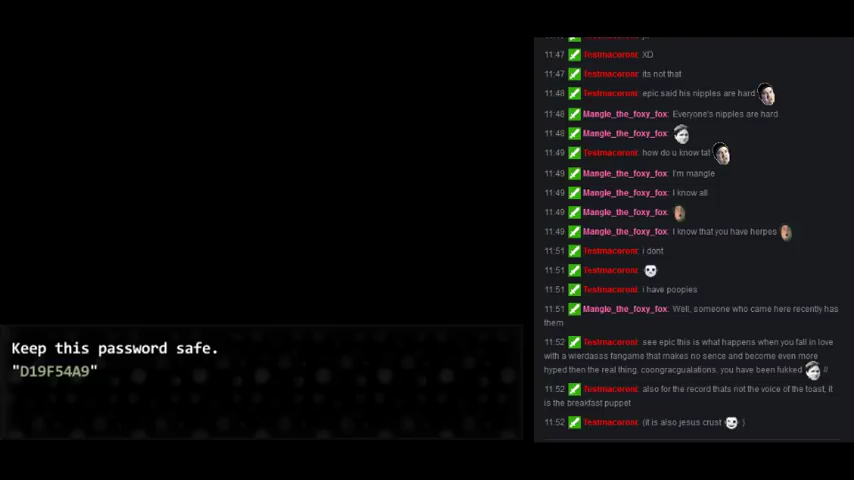 Keep this password safe.
"D19F54A9"
11:47 Testmacoroni: XD
11:47 Testmacoroni: its not that
11:48 Testmacoroni: epic said his nipples are hard
11:48 Mangle_the_foxy_fox: Everyone's nipples are hard
11:48 Mangle_the_foxy_fox:
11:49 Testmacoroni: how do u know tat
11:49 Mangle_the_foxy_fox: I'm mangle
11:49 Mangle_the_foxy_fox: I know all
11:49 Mangle_the_foxy_fox:
11:49 Mangle_the_foxy_fox: I know that you have herpes
11:51 Testmacoroni: i dont
11:51 Testmacoroni:
11:51 Testmacoroni: i have poopies
11:51 Mangle_the_foxy_fox: Well, someone who came here recently has
them
11:52 Testmacoroni: see epic this is what happens when you fall in love
with a wierdasss fangame that makes no sence and become even more
hyped then the real thing. coongracgualations, you have been fukked //
11:52 Testmacoroni: also for the record thats not the voice of the toast, it
is the breakfast puppet
11:52 Testmacoroni: (it is also jesus crust )